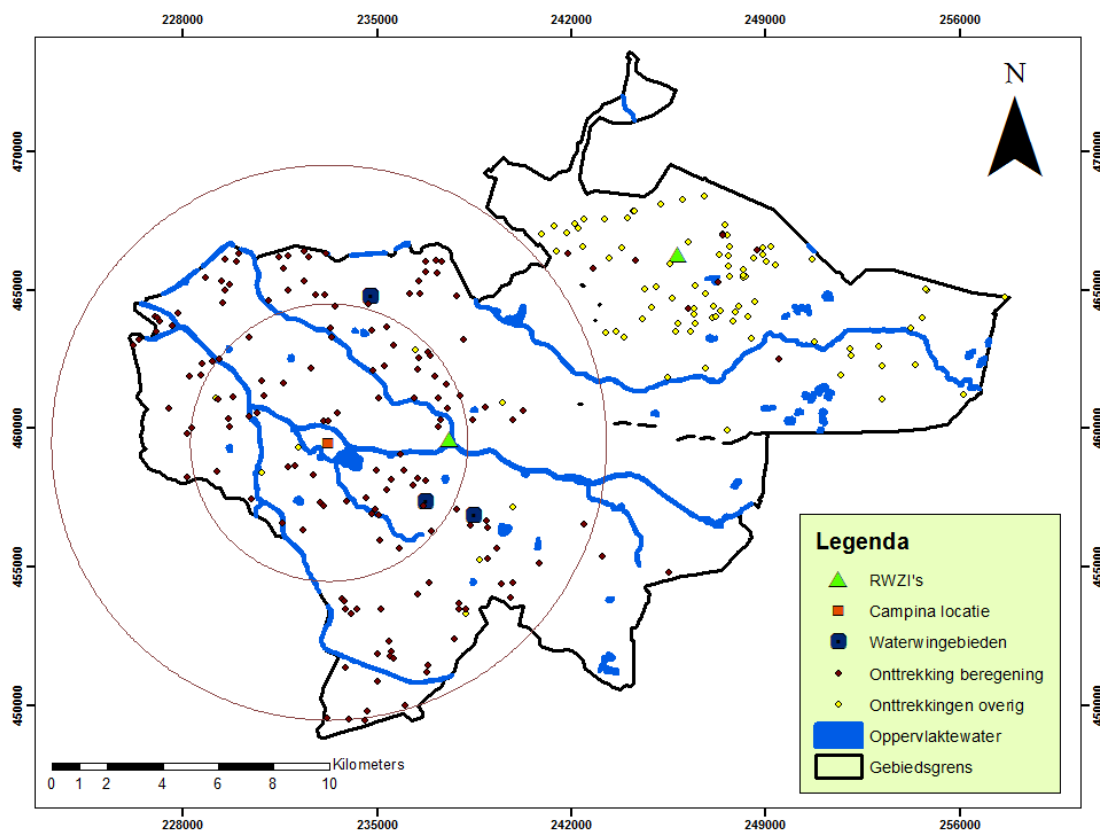 228000 235000 242000 249000 256000
N
470000 470000
465000 465000
460000 460000
455000 455000
450000 450000
Legenda
RWZI's
Campina locatie
Waterwingebieden
Onttrekking beregening
Onttrekkingen overig
Oppervlaktewater
Gebiedsgrens
Kilometers
0 1 2 4 6 8 10
228000 235000 242000 249000 256000